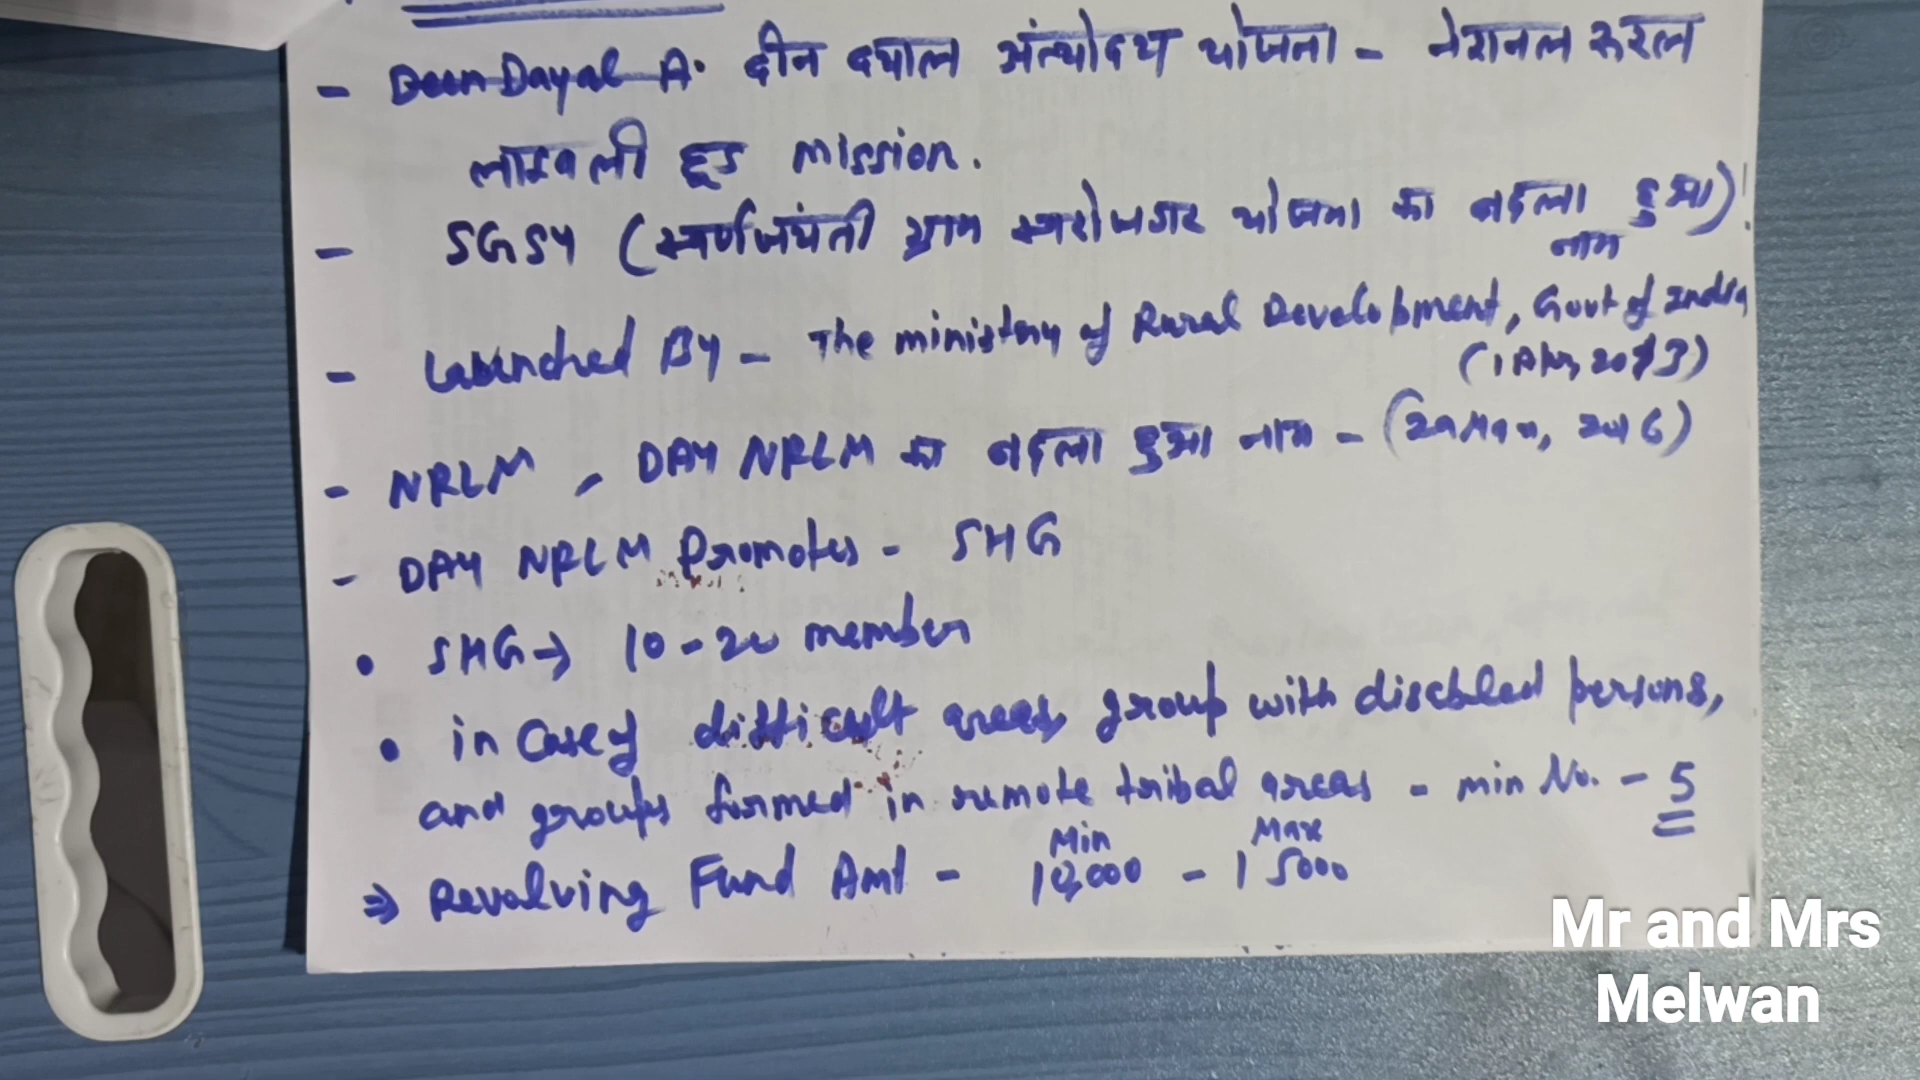 - Deen Dayal A. दीन दयाल अंत्योदय योजना - नेशनल रूरल
लाइवलीहूड mission.
- SGSY (स्वर्णजयंती ग्राम स्वरोजगार योजना का बदला हुआ)
नाम
- Launched By - The ministry of Rural Development, Govt of India
(1 Apr, 2013)
- NRLM, DAY NRLM का बदला हुआ नाम - (29 Mar, 2016)
- DAY NRLM Promotes - SHG
• SHG → 10-20 member
• in case of difficult areas, group with disabled persons,
and groups formed in remote tribal areas - min No. - 5
Min Max
⇒ Revolving Fund Amt - 10,000 - 15000
Mr and Mrs
Melwan